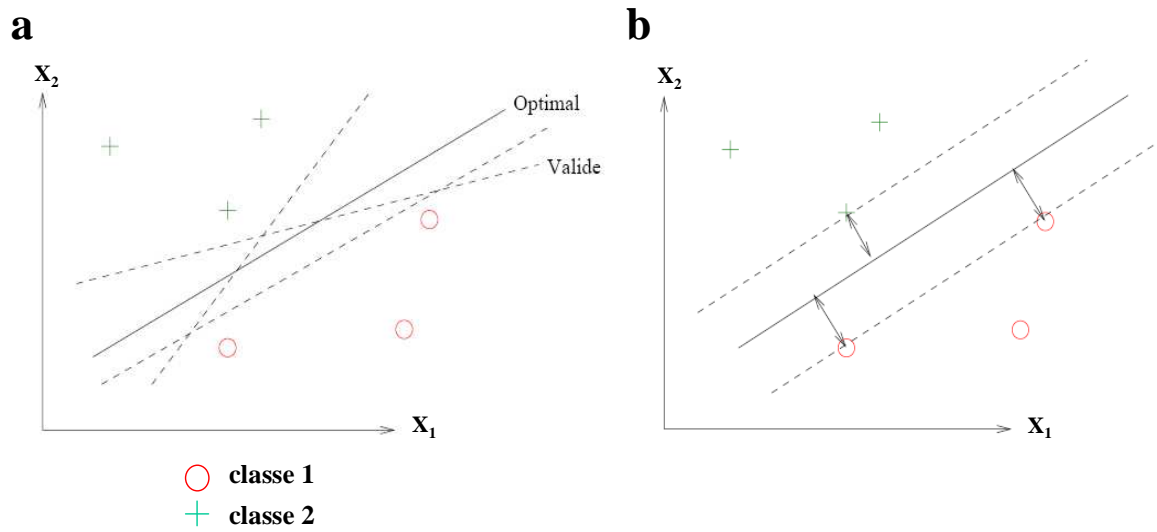 a
X₂
Optimal
Valide
X₁
b
X₂
X₁
classe 1
classe 2